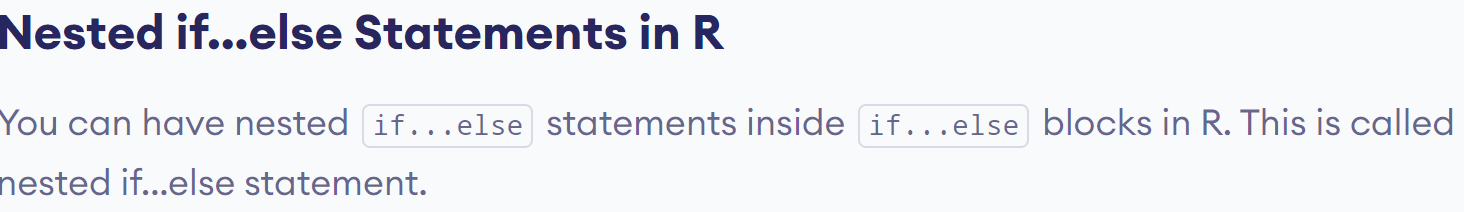 Nested if...else Statements in R
You can have nested if...else statements inside if...else blocks in R. This is called
nested if...else statement.